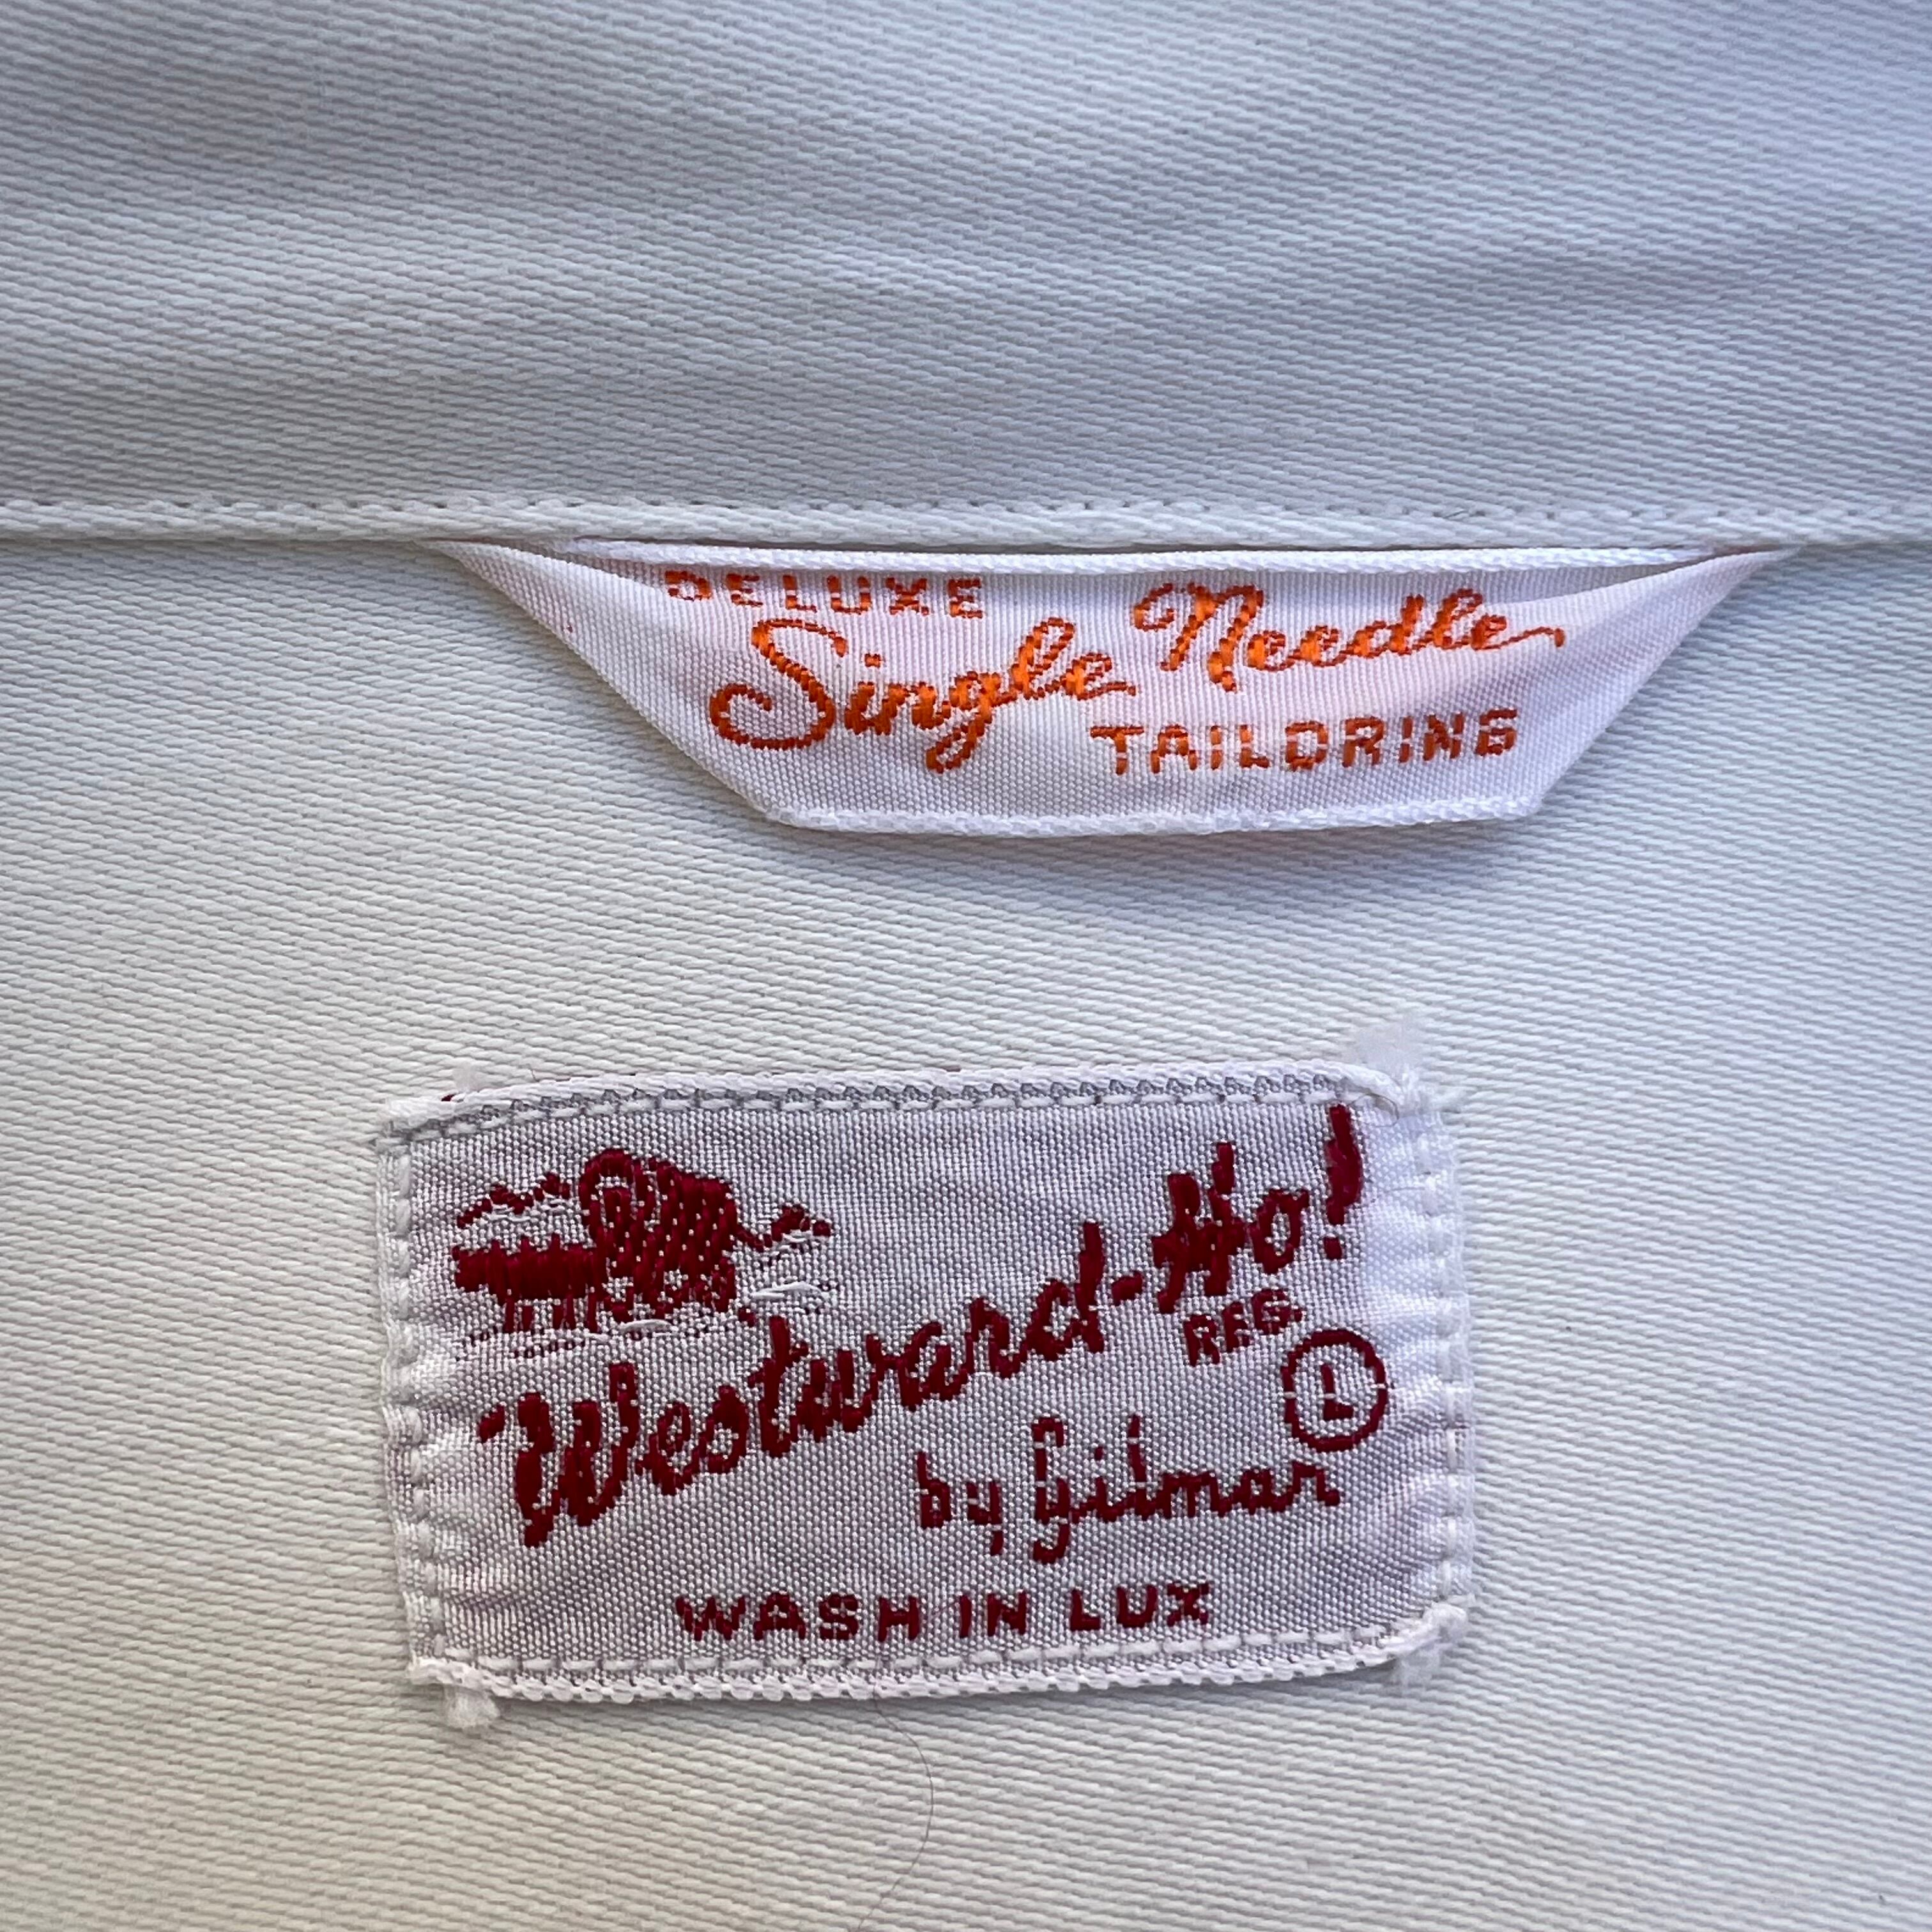 DELUXE
Single Needle
TAILORING
Westward-Ho!
REG.
L
by Gilmar
WASH IN LUX